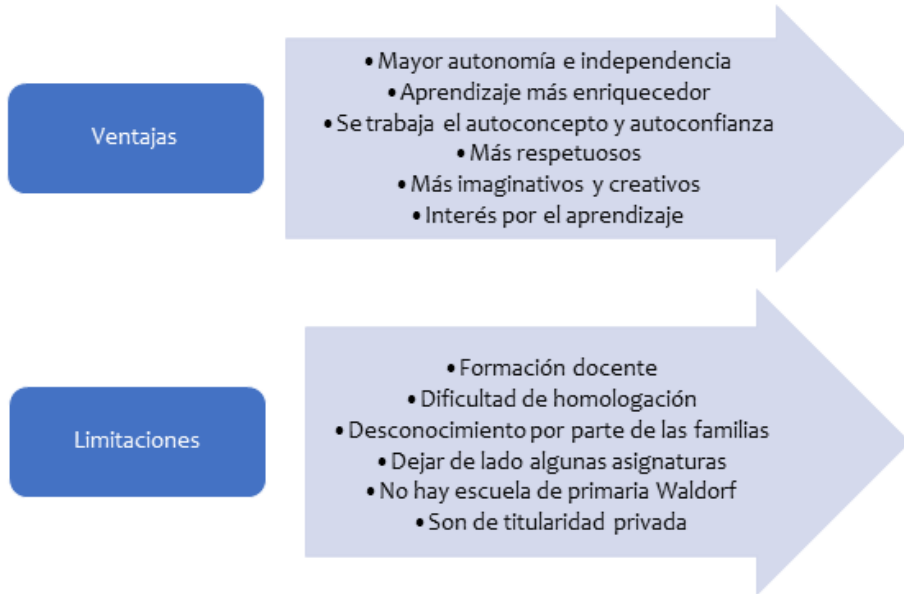 Ventajas
•Mayor autonomía e independencia
•Aprendizaje más enriquecedor
•Se trabaja el autoconcepto y autoconfianza
•Más respetuosos
•Más imaginativos y creativos
•Interés por el aprendizaje
Limitaciones
•Formación docente
•Dificultad de homologación
•Desconocimiento por parte de las familias
•Dejar de lado algunas asignaturas
•No hay escuela de primaria Waldorf
•Son de titularidad privada